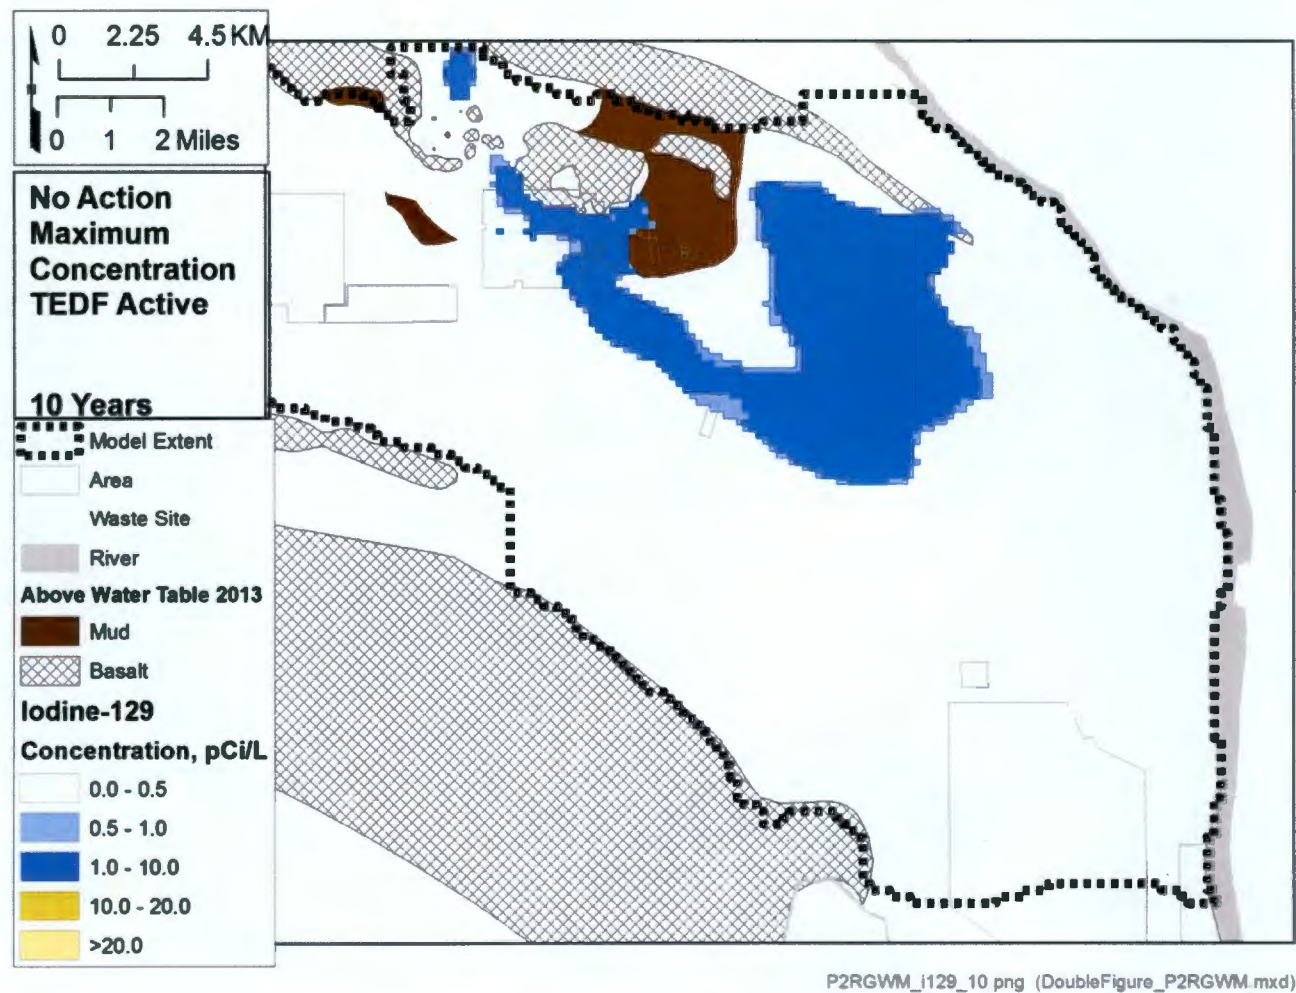 0 2.25 4.5 KM
0 1 2 Miles
No Action
Maximum
Concentration
TEDF Active
10 Years
Model Extent
Area
Waste Site
River
Above Water Table 2013
Mud
Basalt
Iodine-129
Concentration, pCi/L
0.0 - 0.5
0.5 - 1.0
1.0 - 10.0
10.0 - 20.0
>20.0
P2RGWM_i129_10 png (DoubleFigure_P2RGWM.mxd)